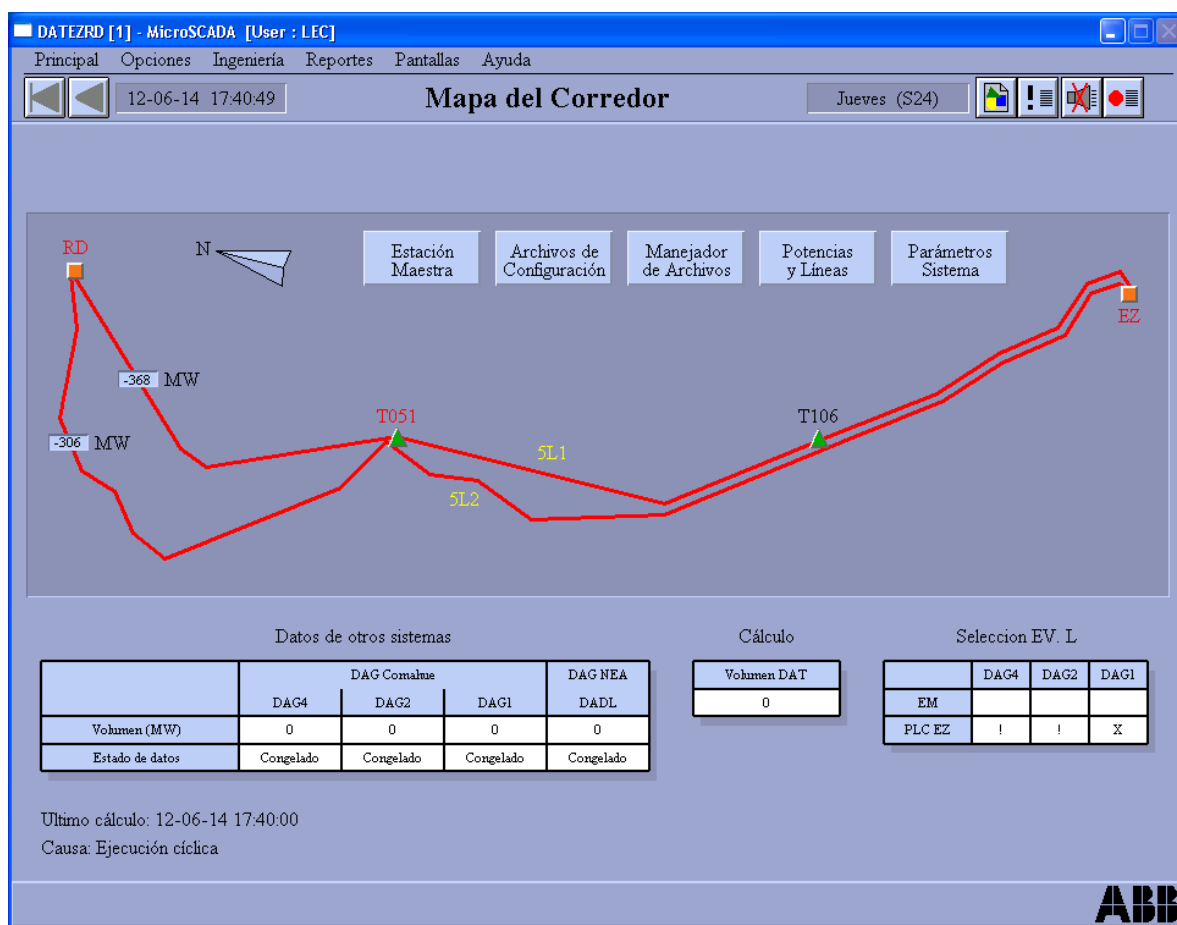 DATEZRD [1] - MicroSCADA [User : LEC]
Principal Opciones Ingeniería Reportes Pantallas Ayuda
12-06-14 17:40:49
Mapa del Corredor
Jueves (S24)
RD
N
Estación
Maestra
Archivos de
Configuración
Manejador
de Archivos
Potencias
y Líneas
Parámetros
Sistema
EZ
-368 MW
-306 MW
T051
T106
5L1
5L2
Datos de otros sistemas
DAG Comahue DAG NEA
DAG4 DAG2 DAG1 DADL
Volumen (MW) 0 0 0 0
Estado de datos Congelado Congelado Congelado Congelado
Cálculo
Volumen DAT
0
Seleccion EV. L
DAG4 DAG2 DAG1
EM
PLC EZ ! ! X
Ultimo cálculo: 12-06-14 17:40:00
Causa: Ejecución cíclica
ABB